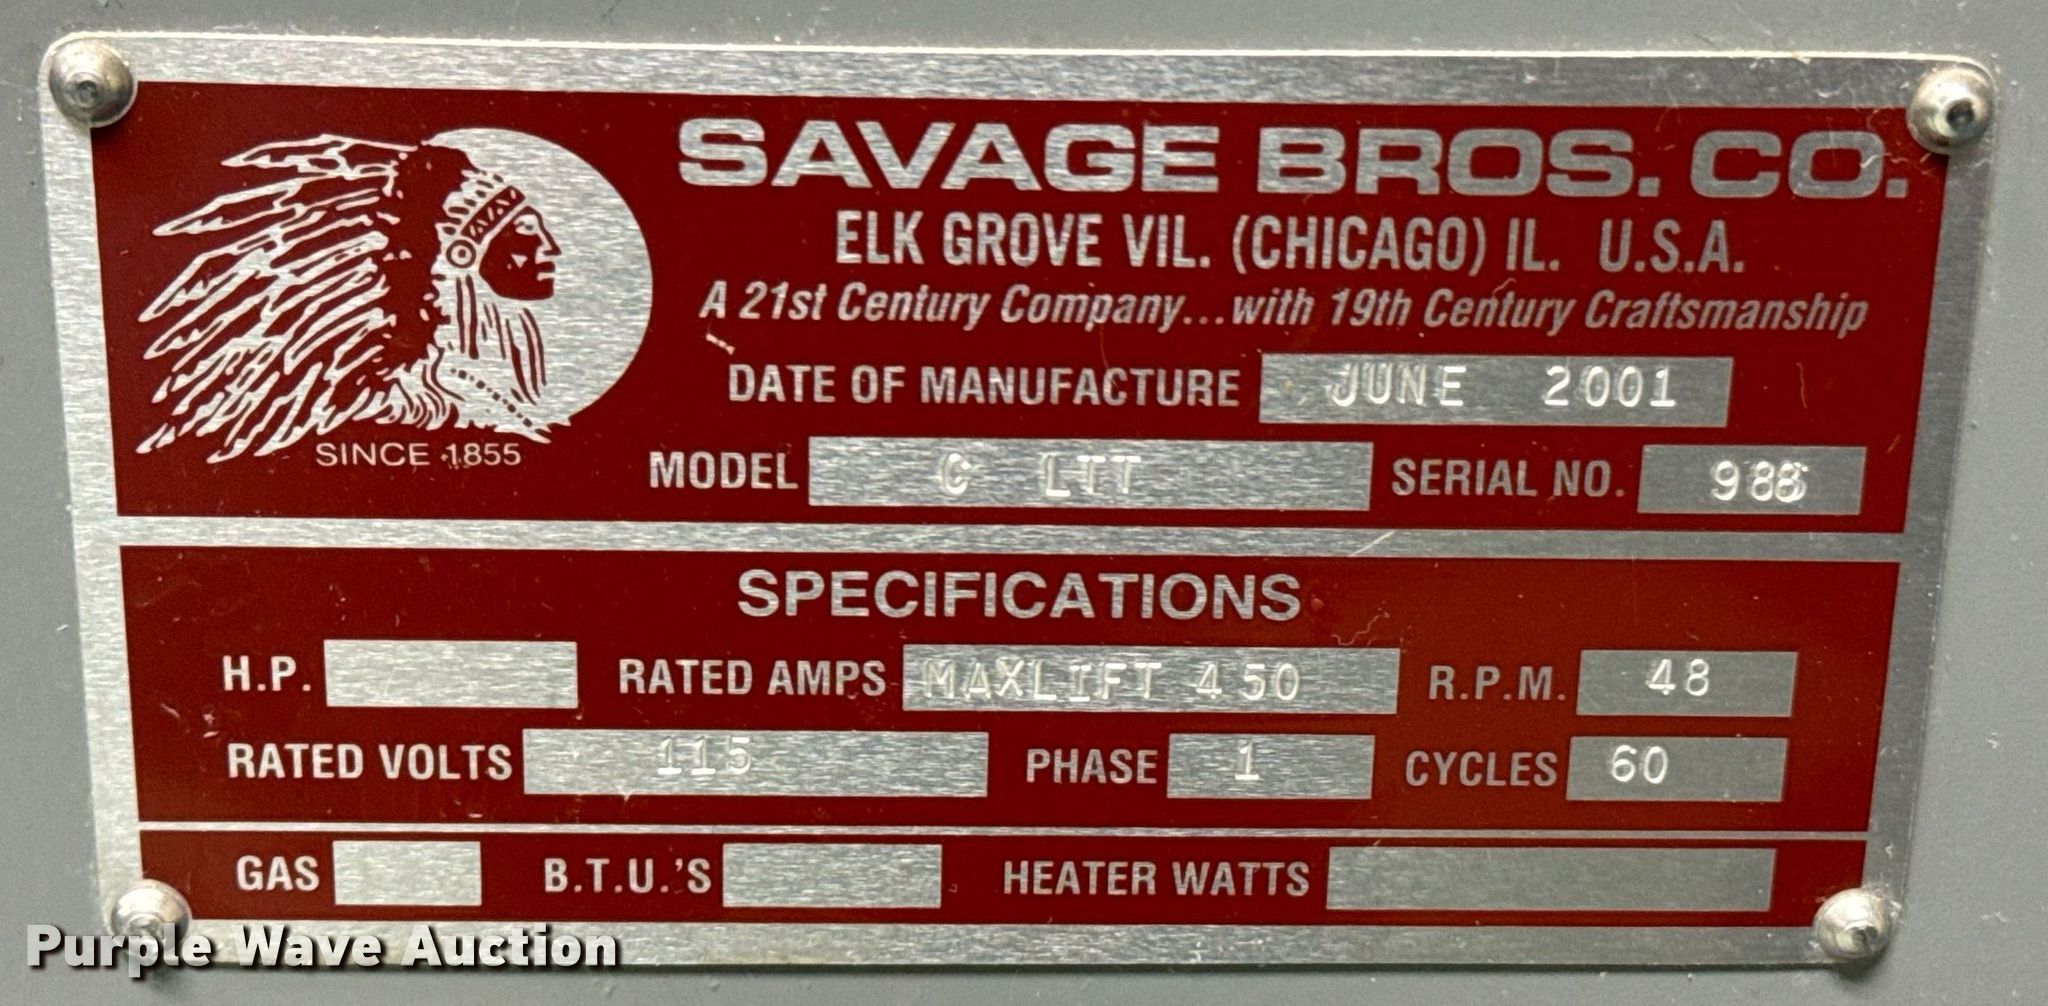 SAVAGE BROS. CO.
ELK GROVE VIL. (CHICAGO) IL. U.S.A.
A 21st Century Company...with 19th Century Craftsmanship
DATE OF MANUFACTURE JUNE 2001
SINCE 1855
MODEL C LTT SERIAL NO.
SPECIFICATIONS
H.P. RATED AMPS MAXLIFT 450 R.P.M. 48
RATED VOLTS 115 PHASE 1 CYCLES 60
GAS B.T.U.'S HEATER WATTS
Purple Wave Auction